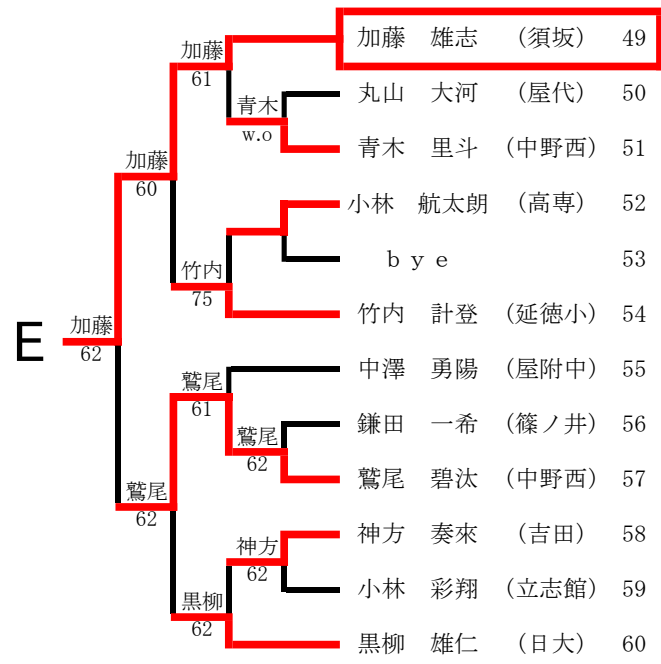 加藤 加藤 雄志 (須坂) 49
61
青木 丸山 大河 (屋代) 50
w.o
加藤 青木 里斗 (中野西) 51
60
小林 航太朗 (高専) 52
竹内 bye 53
75
竹内 計登 (延徳小) 54
E 加藤
62
鷲尾 中澤 勇陽 (屋附中) 55
61
鷲尾 鎌田 一希 (篠ノ井) 56
62
鷲尾 鷲尾 碧汰 (中野西) 57
62
神方 神方 奏來 (吉田) 58
62
黒柳 小林 彩翔 (立志館) 59
62
黒柳 雄仁 (日大) 60